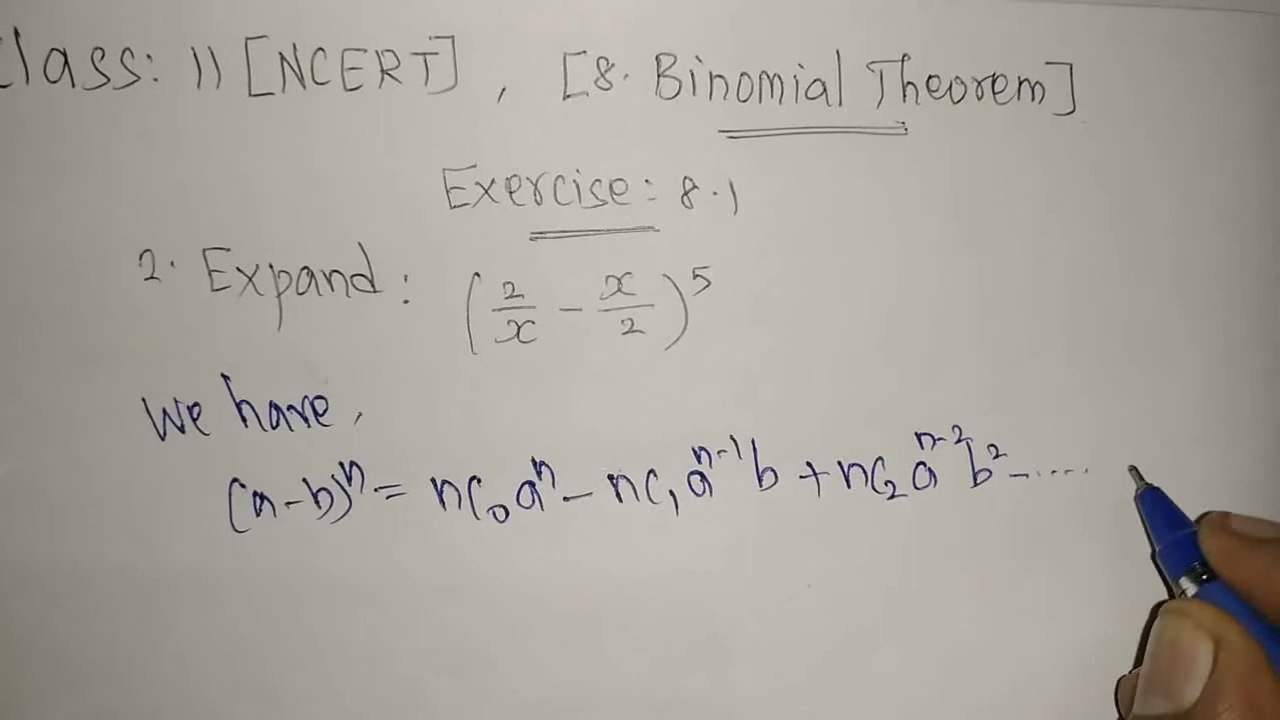 Class: 11 [NCERT], [8. Binomial Theorem]
Exercise: 8.1
2. Expand: (2/x - x/2)^5
We have,
(a-b)^n = nC₀ a^n - nC₁ a^(n-1) b + nC₂ a^(n-2) b² - .....